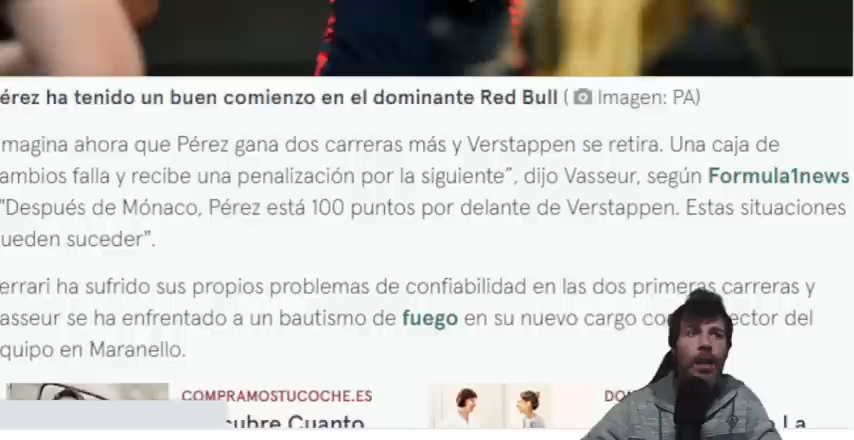 érez ha tenido un buen comienzo en el dominante Red Bull ( Imagen: PA)
magina ahora que Pérez gana dos carreras más y Verstappen se retira. Una caja de
ambios falla y recibe una penalización por la siguiente”, dijo Vasseur, según Formula1news
"Después de Mónaco, Pérez está 100 puntos por delante de Verstappen. Estas situaciones
ueden suceder".
errari ha sufrido sus propios problemas de confiabilidad en las dos primeras carreras y
asseur se ha enfrentado a un bautismo de fuego en su nuevo cargo co ector del
quipo en Maranello.
COMPRAMOSTUCOCHE.ES
cubre Cuanto
La